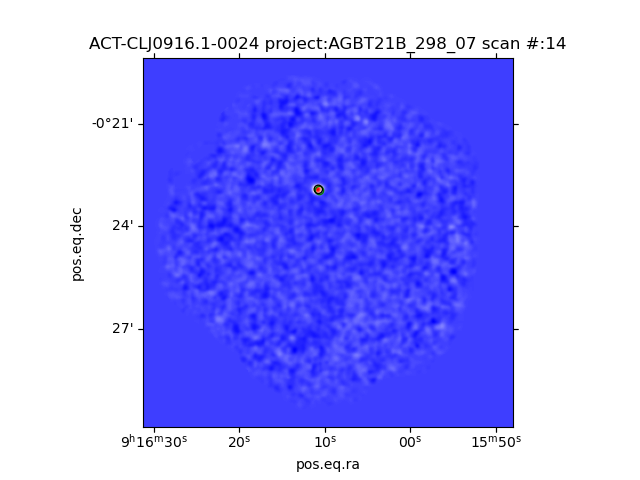 ACT-CLJ0916.1-0024 project:AGBT21B_298_07 scan #:14
-0°21'
24'
27'
pos.eq.dec
9ʰ16ᵐ30ˢ 20ˢ 10ˢ 00ˢ 15ᵐ50ˢ
pos.eq.ra